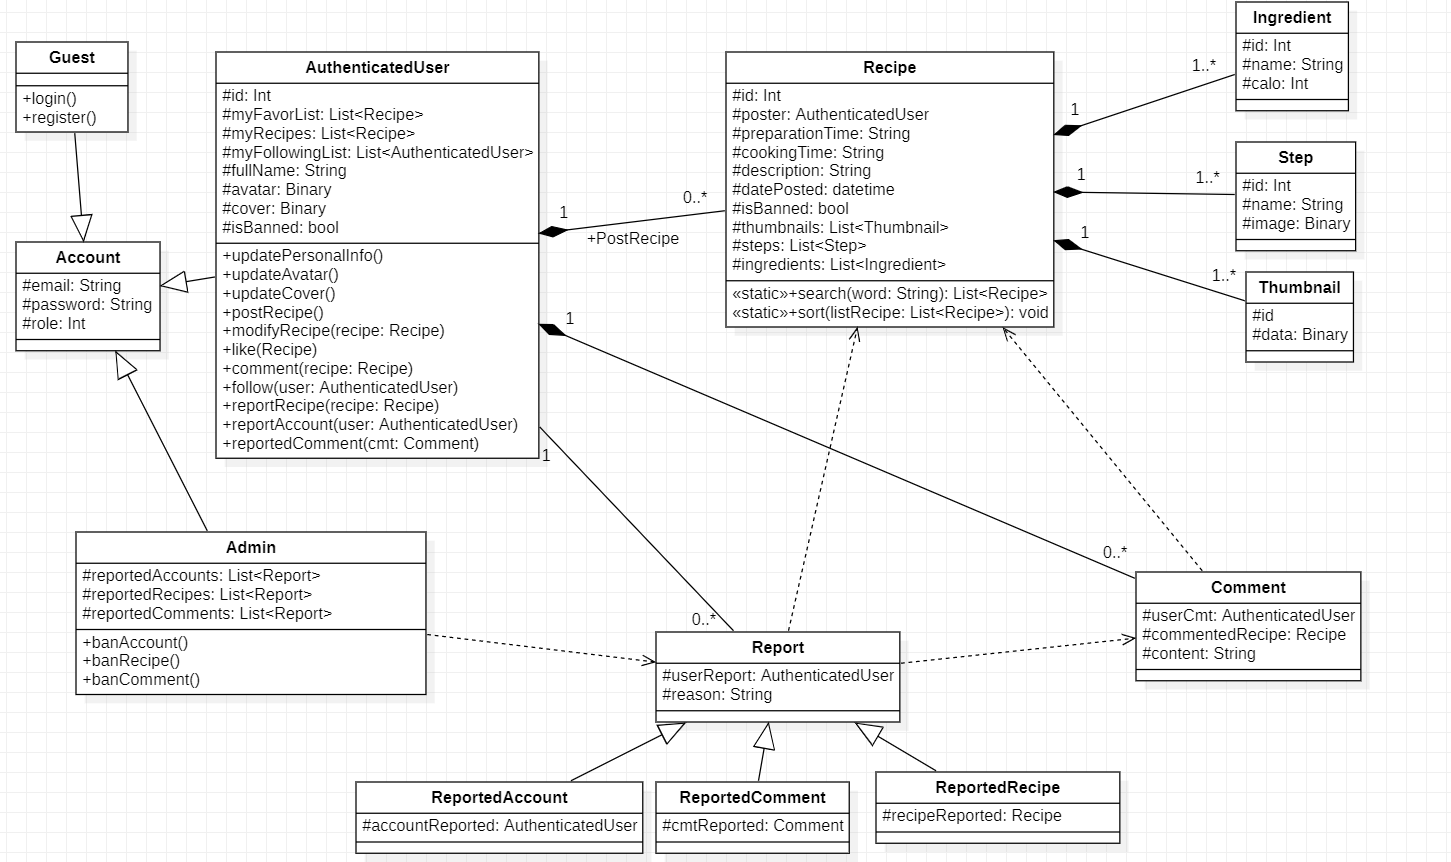 Guest
+login()
+register()
Account
#email: String
#password: String
#role: Int
AuthenticatedUser
#id: Int
#myFavorList: List<Recipe>
#myRecipes: List<Recipe>
#myFollowingList: List<AuthenticatedUser>
#fullName: String
#avatar: Binary
#cover: Binary
#isBanned: bool
+updatePersonalInfo()
+updateAvatar()
+updateCover()
+postRecipe()
+modifyRecipe(recipe: Recipe)
+like(Recipe)
+comment(recipe: Recipe)
+follow(user: AuthenticatedUser)
+reportRecipe(recipe: Recipe)
+reportAccount(user: AuthenticatedUser)
+reportedComment(cmt: Comment)
1
0..*
+PostRecipe
1
1
Recipe
#id: Int
#poster: AuthenticatedUser
#preparationTime: String
#cookingTime: String
#description: String
#datePosted: datetime
#isBanned: bool
#thumbnails: List<Thumbnail>
#steps: List<Step>
#ingredients: List<Ingredient>
«static»+search(word: String): List<Recipe>
«static»+sort(listRecipe: List<Recipe>): void
1
1..*
1
1..*
1
1..*
Ingredient
#id: Int
#name: String
#calo: Int
Step
#id: Int
#name: String
#image: Binary
Thumbnail
#id
#data: Binary
Admin
#reportedAccounts: List<Report>
#reportedRecipes: List<Report>
#reportedComments: List<Report>
+banAccount()
+banRecipe()
+banComment()
0..*
Report
#userReport: AuthenticatedUser
#reason: String
0..*
Comment
#userCmt: AuthenticatedUser
#commentedRecipe: Recipe
#content: String
ReportedAccount
#accountReported: AuthenticatedUser
ReportedComment
#cmtReported: Comment
ReportedRecipe
#recipeReported: Recipe